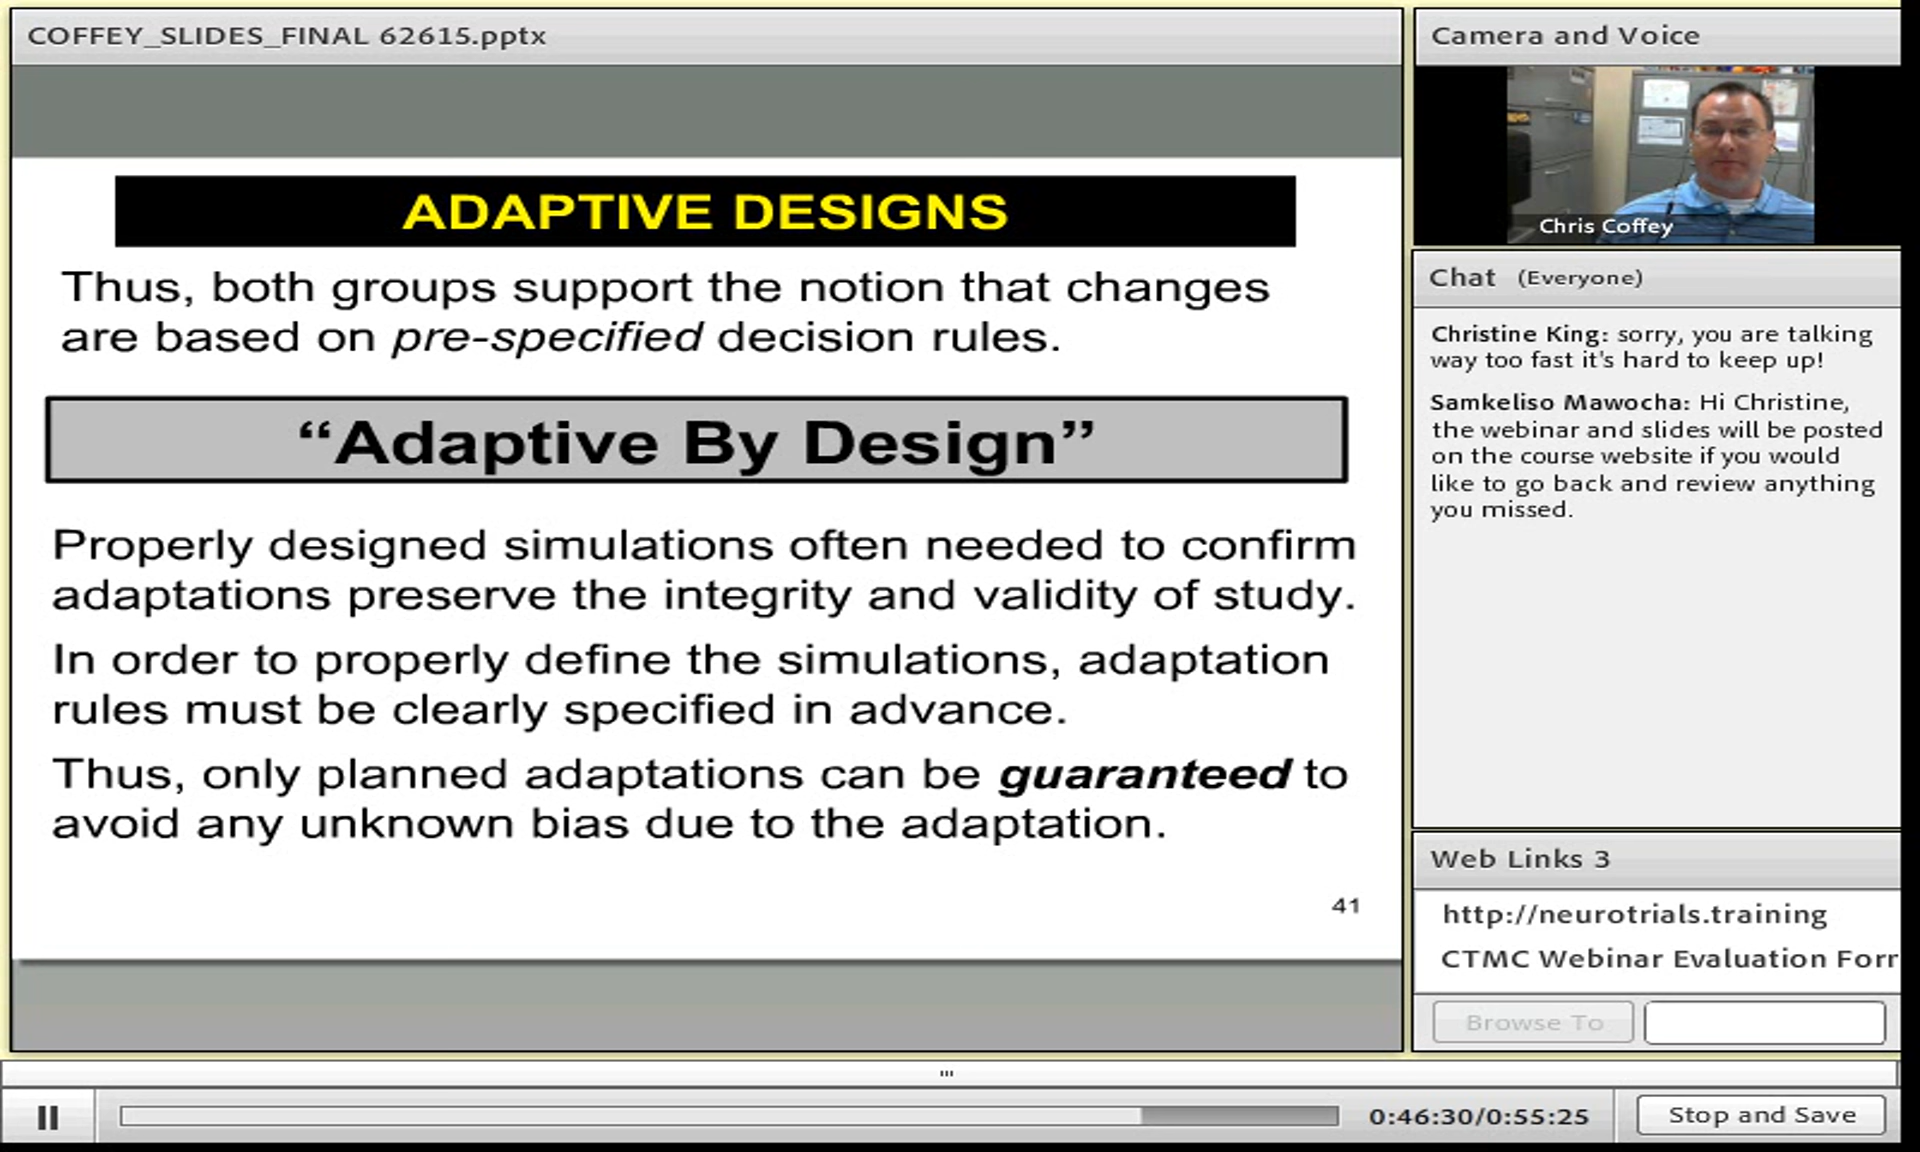 COFFEY_SLIDES_FINAL 62615.pptx
ADAPTIVE DESIGNS
Thus, both groups support the notion that changes
are based on pre-specified decision rules.
“Adaptive By Design”
Properly designed simulations often needed to confirm
adaptations preserve the integrity and validity of study.
In order to properly define the simulations, adaptation
rules must be clearly specified in advance.
Thus, only planned adaptations can be guaranteed to
avoid any unknown bias due to the adaptation.
41
Camera and Voice
Chris Coffey
Chat (Everyone)
Christine King: sorry, you are talking
way too fast it's hard to keep up!
Samkeliso Mawocha: Hi Christine,
the webinar and slides will be posted
on the course website if you would
like to go back and review anything
you missed.
Web Links 3
http://neurotrials.training
CTMC Webinar Evaluation Forr
Browse To
0:46:30/0:55:25
Stop and Save